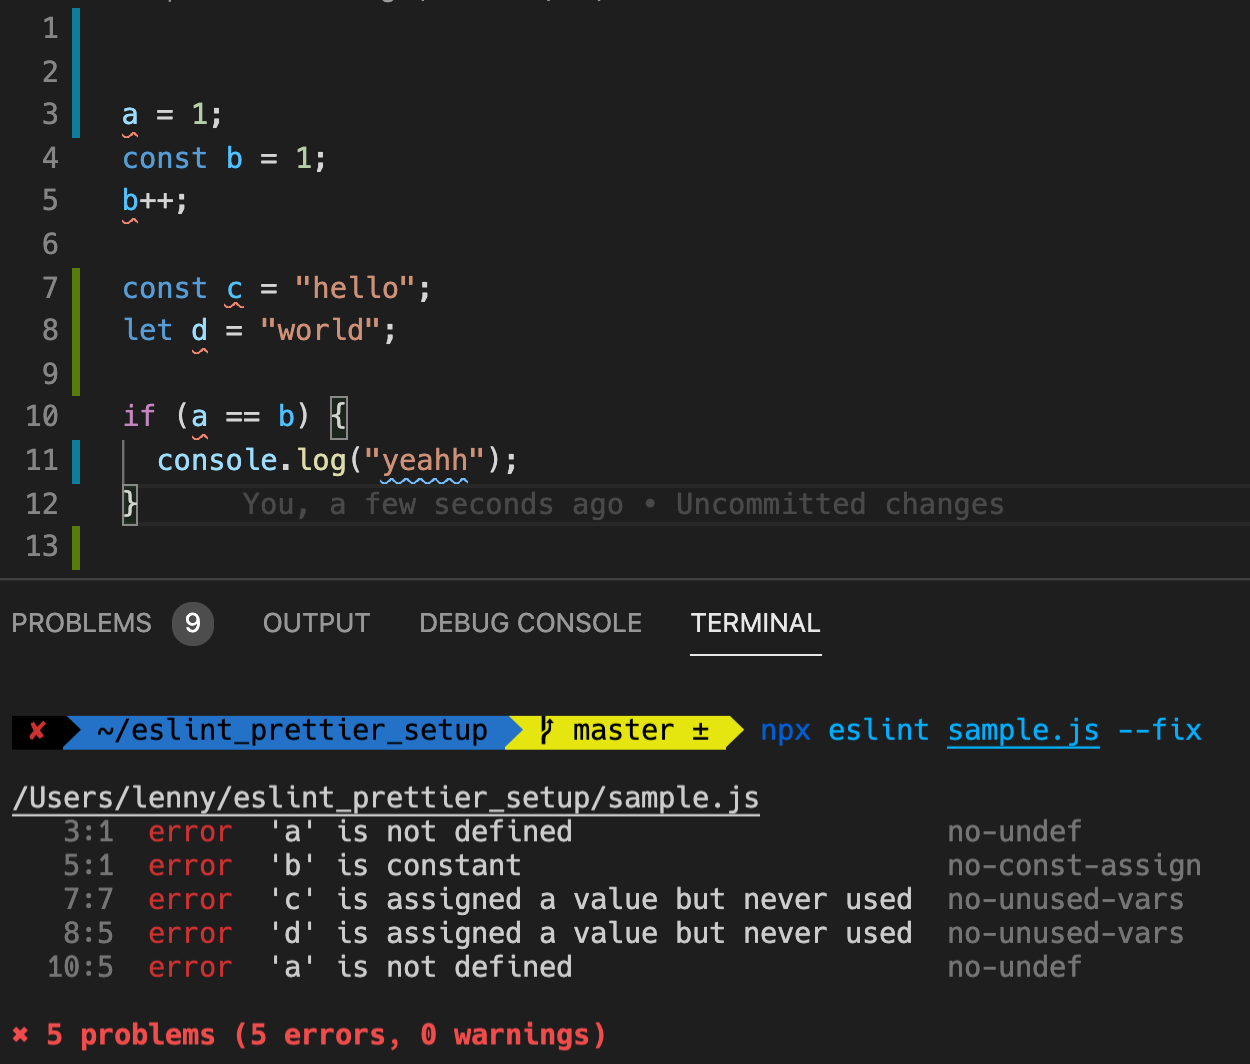 1
2
3 a = 1;
4 const b = 1;
5 b++;
6
7 const c = "hello";
8 let d = "world";
9
10 if (a == b) {
11 console.log("yeahh");
12 } You, a few seconds ago • Uncommitted changes
13
PROBLEMS 9 OUTPUT DEBUG CONSOLE TERMINAL
✘ ~/eslint_prettier_setup master ± npx eslint sample.js --fix
/Users/lenny/eslint_prettier_setup/sample.js
3:1 error 'a' is not defined no-undef
5:1 error 'b' is constant no-const-assign
7:7 error 'c' is assigned a value but never used no-unused-vars
8:5 error 'd' is assigned a value but never used no-unused-vars
10:5 error 'a' is not defined no-undef
✖ 5 problems (5 errors, 0 warnings)